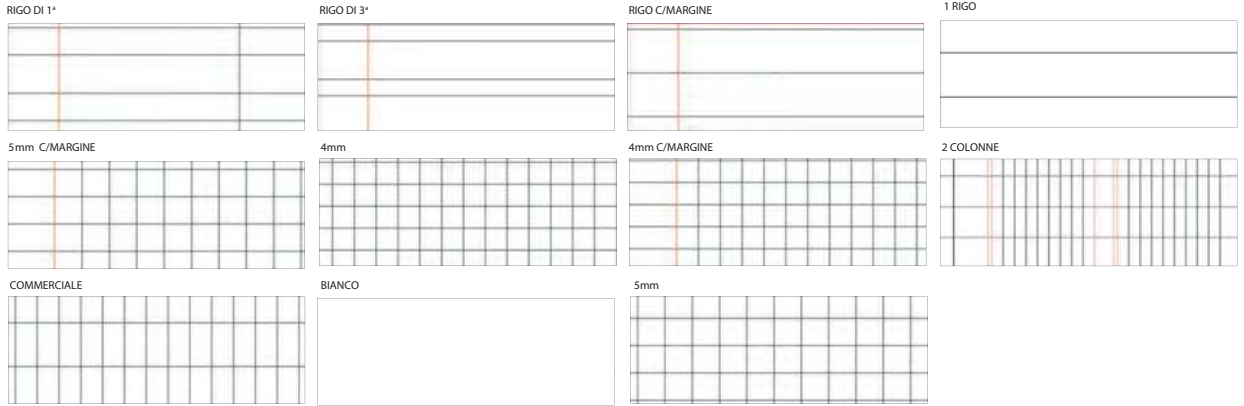 RIGO DI 1ª
RIGO DI 3ª
RIGO C/MARGINE
1 RIGO
5mm C/MARGINE
4mm
4mm C/MARGINE
2 COLONNE
COMMERCIALE
BIANCO
5mm